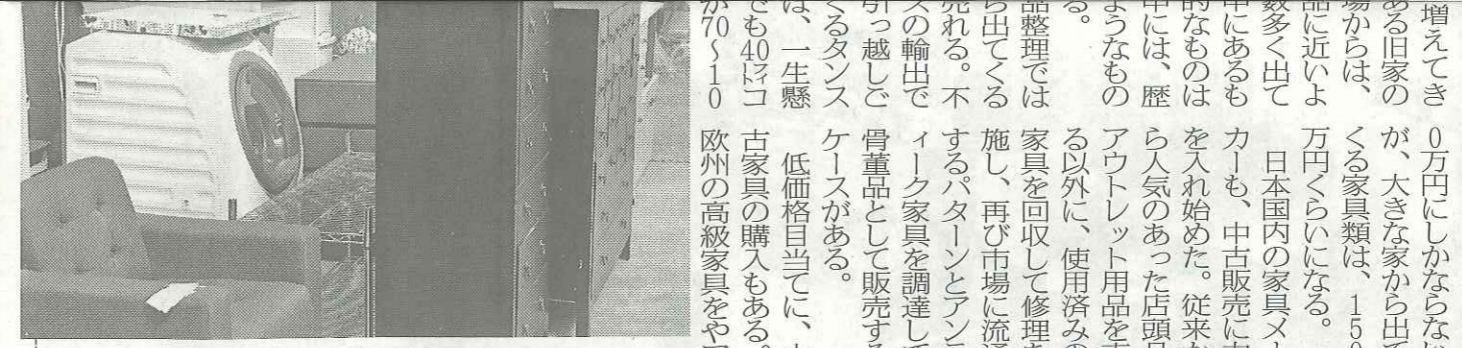 増えてき
ある旧家の
場からは、
品に近いよ
数多く出て
中にあるも
的なものは
中には、歴
ようなもの
る。
品整理では
ら出てくる
売れる。不
スの輸出で
引っ越しご
くるタンス
は、一生懸
でも40㌳コ
が70〜10
0万円にしかならない
が、大きな家から出て
くる家具類は、150
万円くらいになる。
日本国内の家具メー
カーも、中古販売に
を入れ始めた。従来か
ら人気のあった店頭品
アウトレット用品を
る以外に、使用済みの
家具を回収して修理を
施し、再び市場に流通
するパターンとアンテ
ィーク家具を調達して
骨董品として販売する
ケースがある。
低価格目当てに、
古家具の購入もある。
欧州の高級家具をや